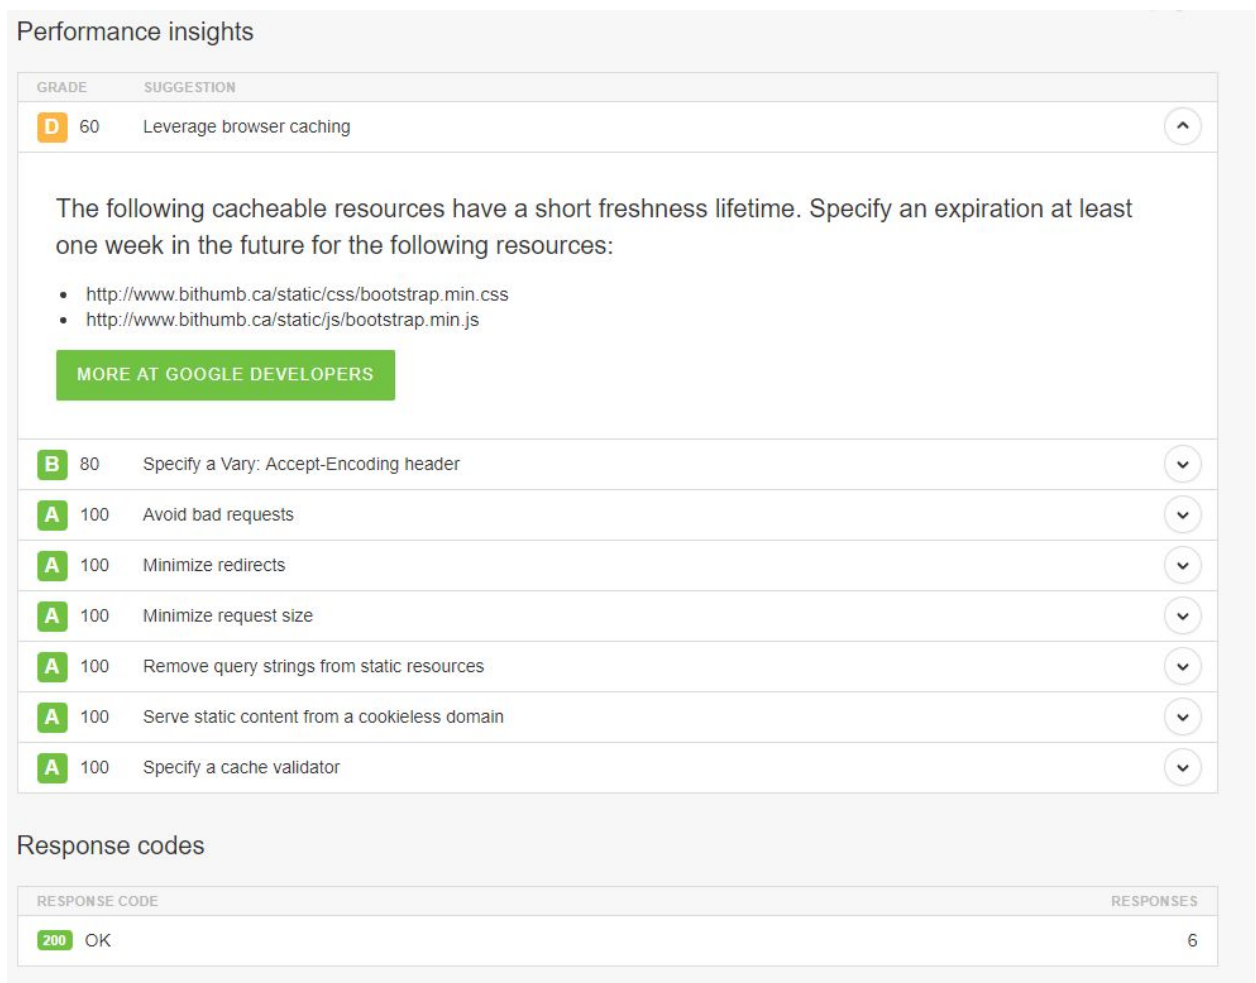 Performance insights
GRADE SUGGESTION
D 60 Leverage browser caching
The following cacheable resources have a short freshness lifetime. Specify an expiration at least
one week in the future for the following resources:
• http://www.bithumb.ca/static/css/bootstrap.min.css
• http://www.bithumb.ca/static/js/bootstrap.min.js
MORE AT GOOGLE DEVELOPERS
B 80 Specify a Vary: Accept-Encoding header
A 100 Avoid bad requests
A 100 Minimize redirects
A 100 Minimize request size
A 100 Remove query strings from static resources
A 100 Serve static content from a cookieless domain
A 100 Specify a cache validator
Response codes
RESPONSE CODE RESPONSES
200 OK 6